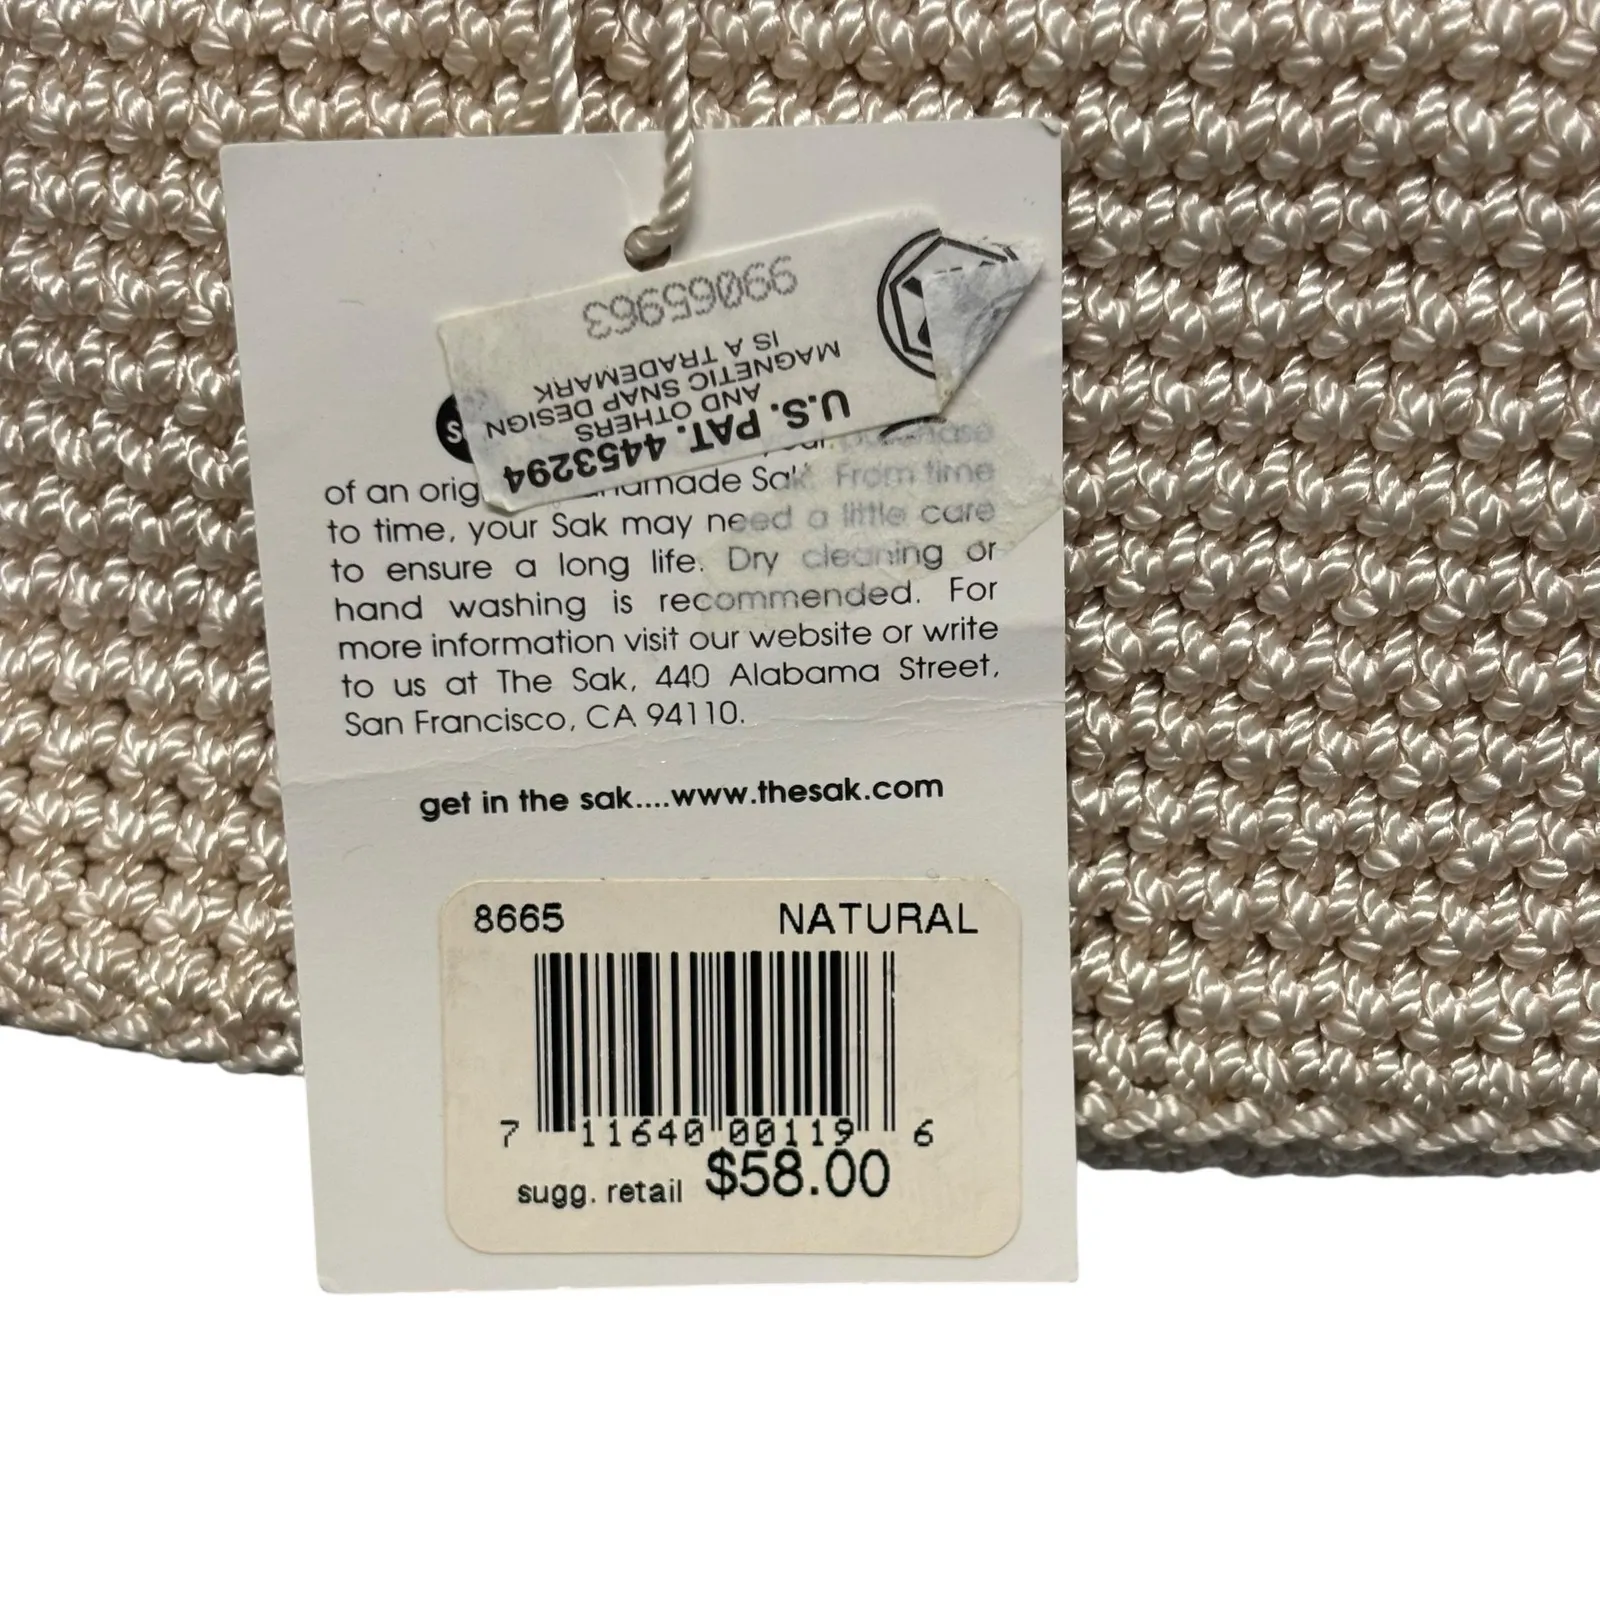 99065963
IS A TRADEMARK
MAGNETIC SNAP DESIGN
AND OTHERS
U.S. PAT. 4453294
S
purchase
of an orig handmade Sak. From time
to time, your Sak may need a little care
to ensure a long life. Dry cleaning or
hand washing is recommended. For
more information visit our website or write
to us at The Sak, 440 Alabama Street,
San Francisco, CA 94110.
get in the sak....www.thesak.com
8665 NATURAL
7 11640 00119 6
sugg. retail $58.00